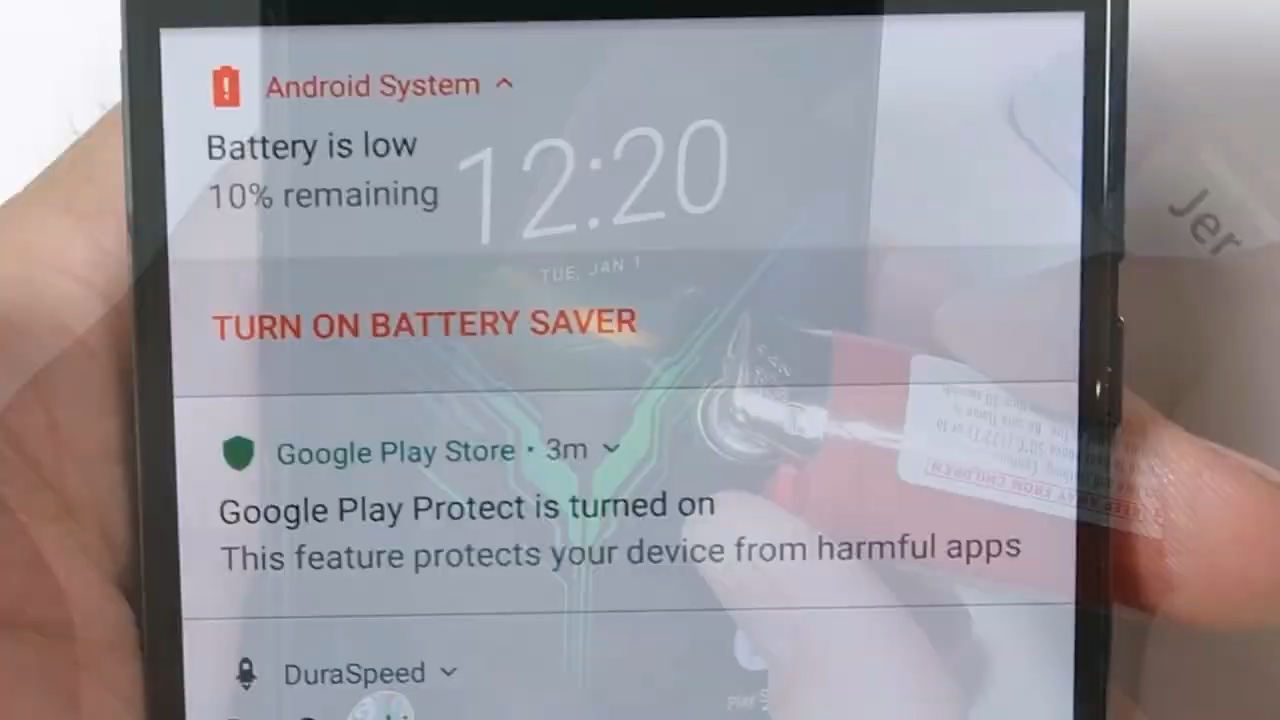 Android System
Battery is low
10% remaining
12:20
TUE, JAN 1
TURN ON BATTERY SAVER
Jer
Google Play Store · 3m
Google Play Protect is turned on
This feature protects your device from harmful apps
DuraSpeed